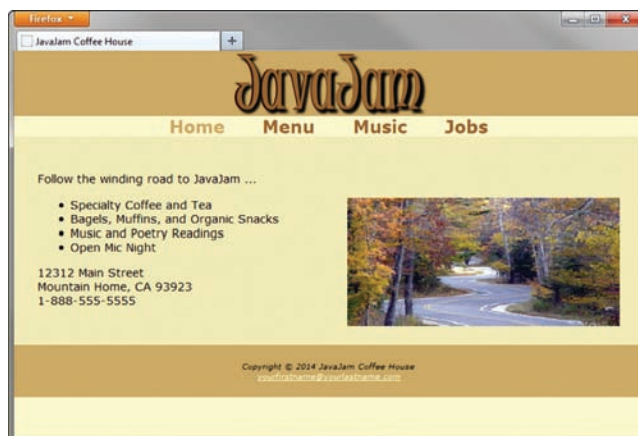 Firefox
JavaJam Coffee House
+
JavaJam
Home Menu Music Jobs
Follow the winding road to JavaJam ...
• Specialty Coffee and Tea
• Bagels, Muffins, and Organic Snacks
• Music and Poetry Readings
• Open Mic Night
12312 Main Street
Mountain Home, CA 93923
1-888-555-5555
Copyright © 2014 JavaJam Coffee House
yourfirstname@yourlastname.com